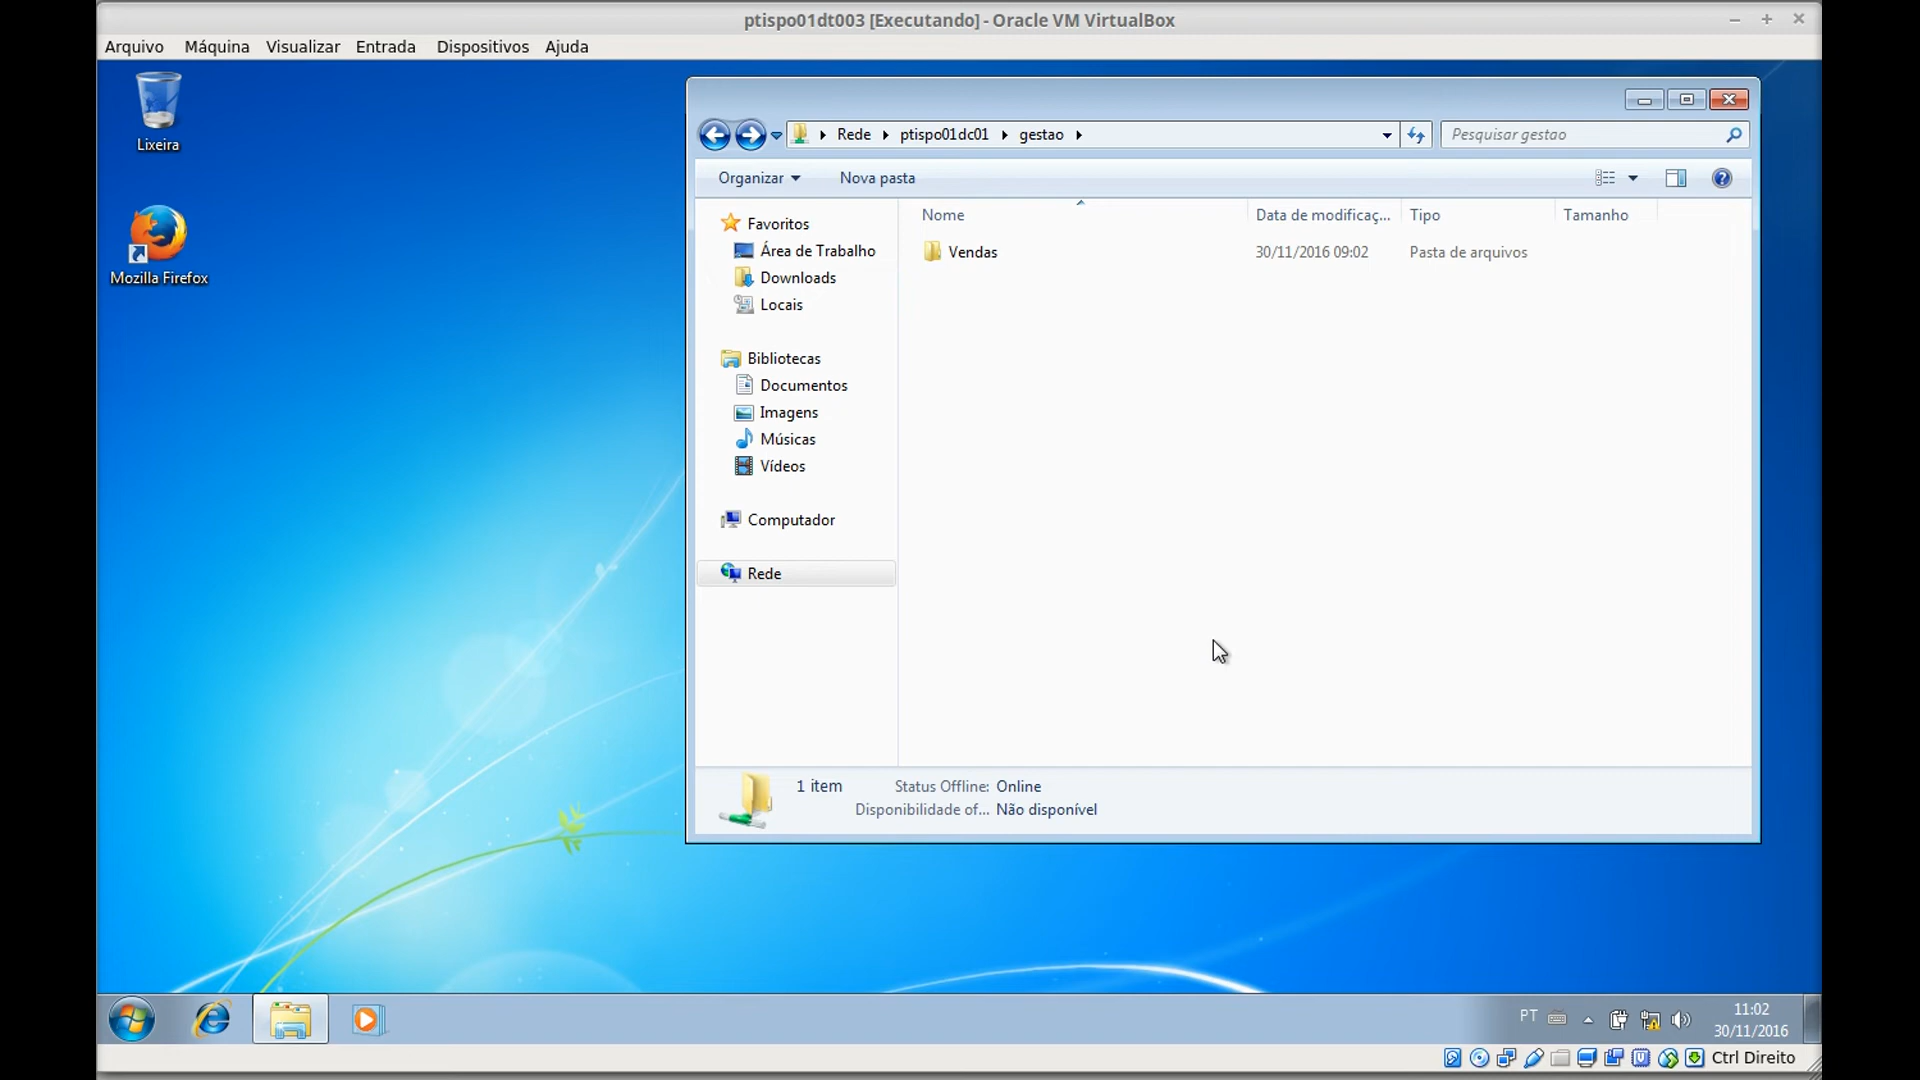 ptispo01dt003 [Executando] - Oracle VM VirtualBox
Arquivo Máquina Visualizar Entrada Dispositivos Ajuda
Lixeira
Mozilla Firefox
Rede ptispo01dc01 gestao
Pesquisar gestao
Organizar Nova pasta
Nome Data de modificaç... Tipo Tamanho
Vendas 30/11/2016 09:02 Pasta de arquivos
Favoritos
Área de Trabalho
Downloads
Locais
Bibliotecas
Documentos
Imagens
Músicas
Vídeos
Computador
Rede
1 item Status Offline: Online
Disponibilidade of... Não disponível
PT
11:02
30/11/2016
Ctrl Direito